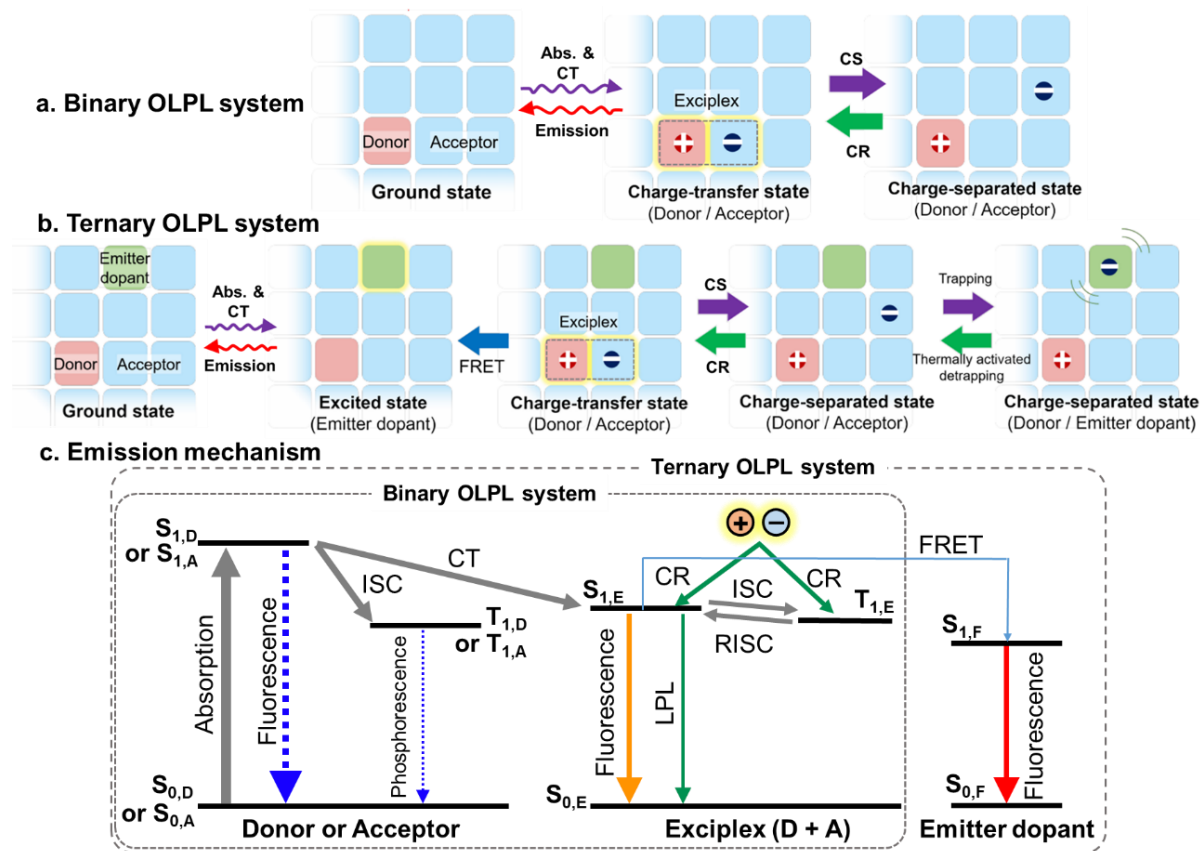 a. Binary OLPL system
Donor
Acceptor
Ground state
Abs. &
CT
Emission
Exciplex
Charge-transfer state
(Donor / Acceptor)
CS
CR
Charge-separated state
(Donor / Acceptor)
b. Ternary OLPL system
Emitter
dopant
Donor
Acceptor
Ground state
Abs. &
CT
Emission
Excited state
(Emitter dopant)
FRET
Exciplex
Charge-transfer state
(Donor / Acceptor)
CS
CR
Charge-separated state
(Donor / Acceptor)
Trapping
Thermally activated
detrapping
Charge-separated state
(Donor / Emitter dopant)
c. Emission mechanism
Ternary OLPL system
Binary OLPL system
S1,D
or S1,A
Absorption
Fluorescence
ISC
CT
T1,D
or T1,A
Phosphorescence
S0,D
or S0,A
Donor or Acceptor
+ −
CR
CR
S1,E
ISC
RISC
T1,E
Fluorescence
LPL
S0,E
Exciplex (D + A)
FRET
S1,F
Fluorescence
S0,F
Emitter dopant